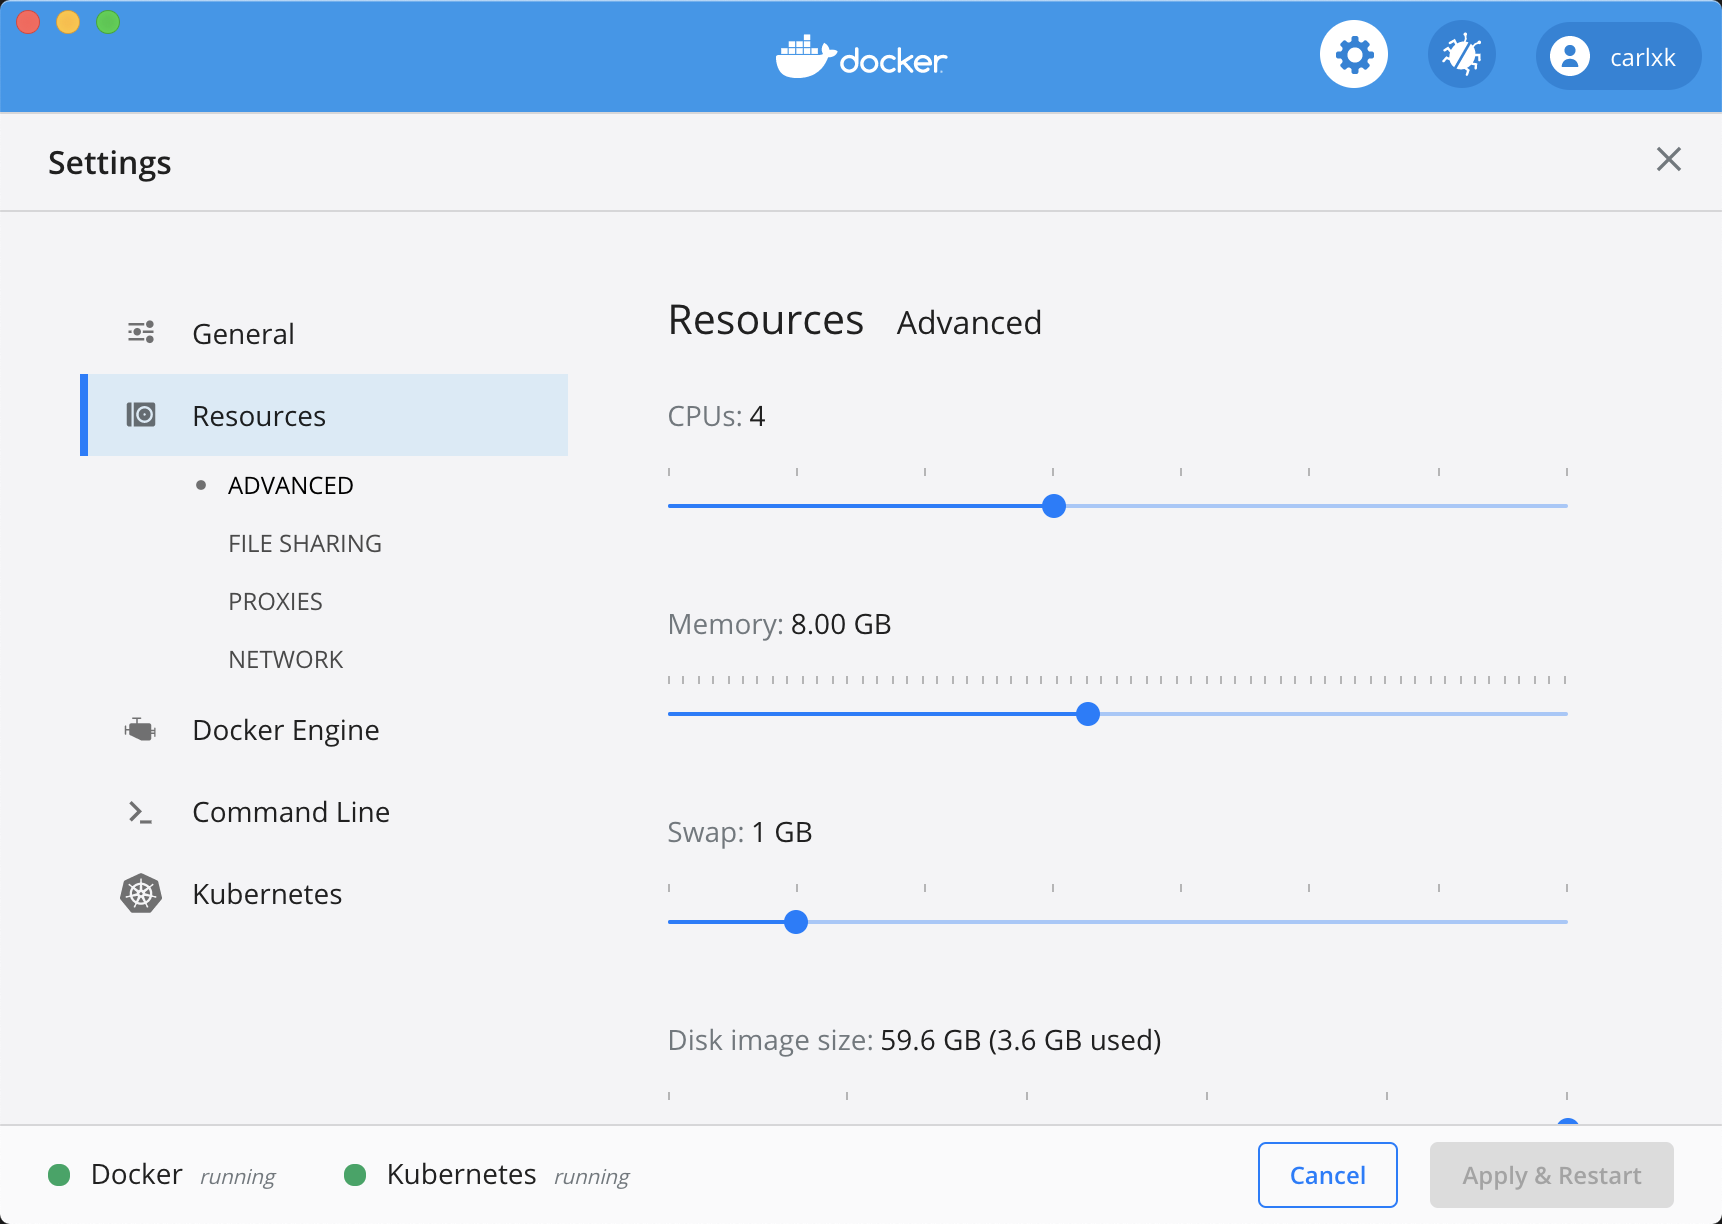 docker
carlxk
Settings
General
Resources
ADVANCED
FILE SHARING
PROXIES
NETWORK
Docker Engine
Command Line
Kubernetes
Resources Advanced
CPUs: 4
Memory: 8.00 GB
Swap: 1 GB
Disk image size: 59.6 GB (3.6 GB used)
Docker running
Kubernetes running
Cancel
Apply & Restart